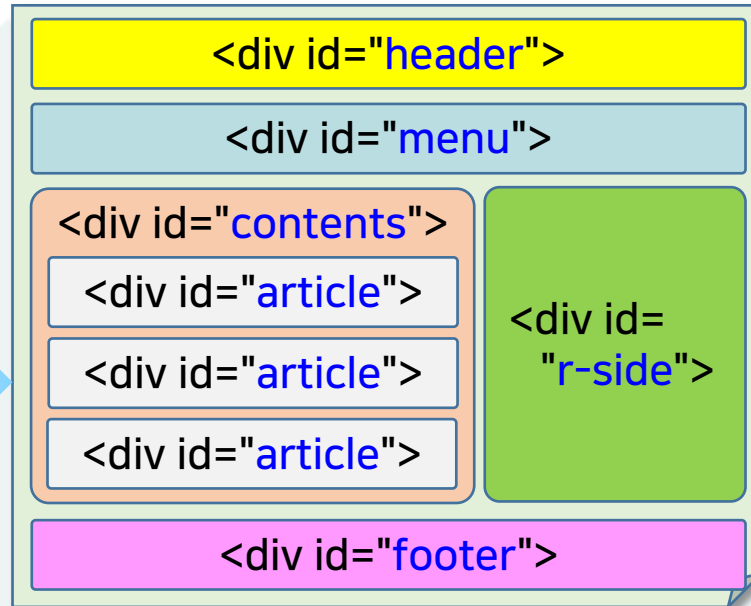 <div id="header">
<div id="menu">
<div id="contents">
<div id="article">
<div id="article">
<div id="article">
<div id=
"r-side">
<div id="footer">